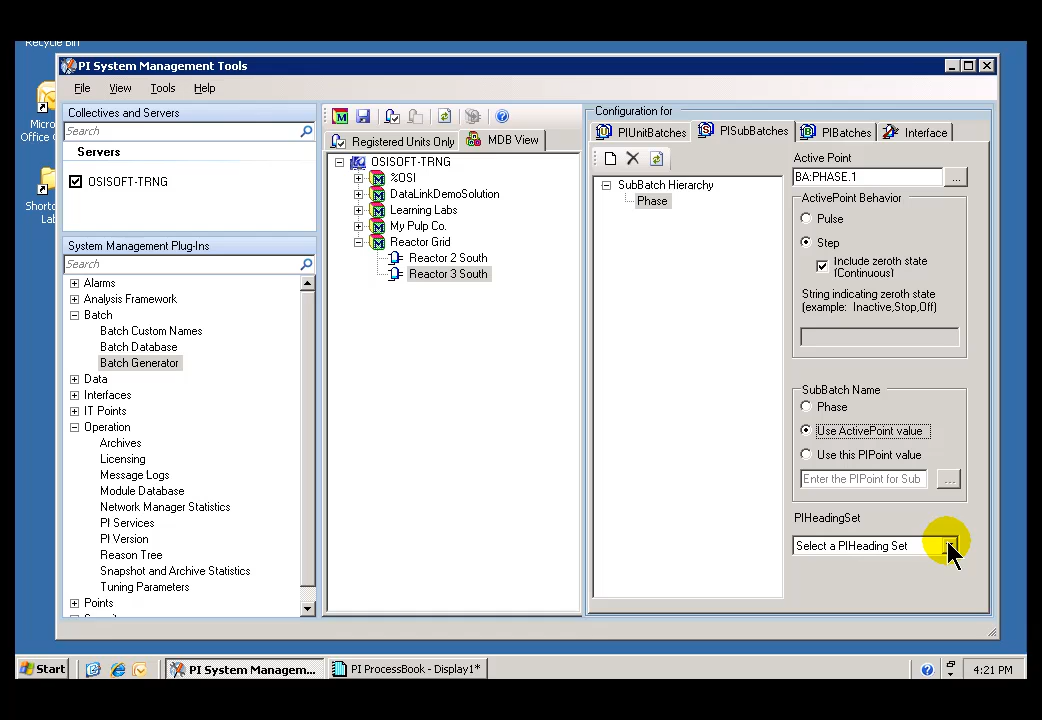 Recycle Bin
Micro
Office
Shortc
Lab
PI System Management Tools
File View Tools Help
Collectives and Servers
Search
Servers
OSISOFT-TRNG
System Management Plug-Ins
Search
Alarms
Analysis Framework
Batch
Batch Custom Names
Batch Database
Batch Generator
Data
Interfaces
IT Points
Operation
Archives
Licensing
Message Logs
Module Database
Network Manager Statistics
PI Services
PI Version
Reason Tree
Snapshot and Archive Statistics
Tuning Parameters
Points
Registered Units Only MDB View
OSISOFT-TRNG
%OSI
DataLinkDemoSolution
Learning Labs
My Pulp Co.
Reactor Grid
Reactor 2 South
Reactor 3 South
Configuration for
PIUnitBatches PISubBatches PIBatches Interface
SubBatch Hierarchy
Phase
Active Point
BA:PHASE.1 ...
ActivePoint Behavior
Pulse
Step
Include zeroth state
(Continuous)
String indicating zeroth state
(example: Inactive,Stop,Off)
SubBatch Name
Phase
Use ActivePoint value
Use this PIPoint value
Enter the PIPoint for Sub ...
PIHeadingSet
Select a PIHeading Set
Start PI System Managem... PI ProcessBook - Display1* 4:21 PM